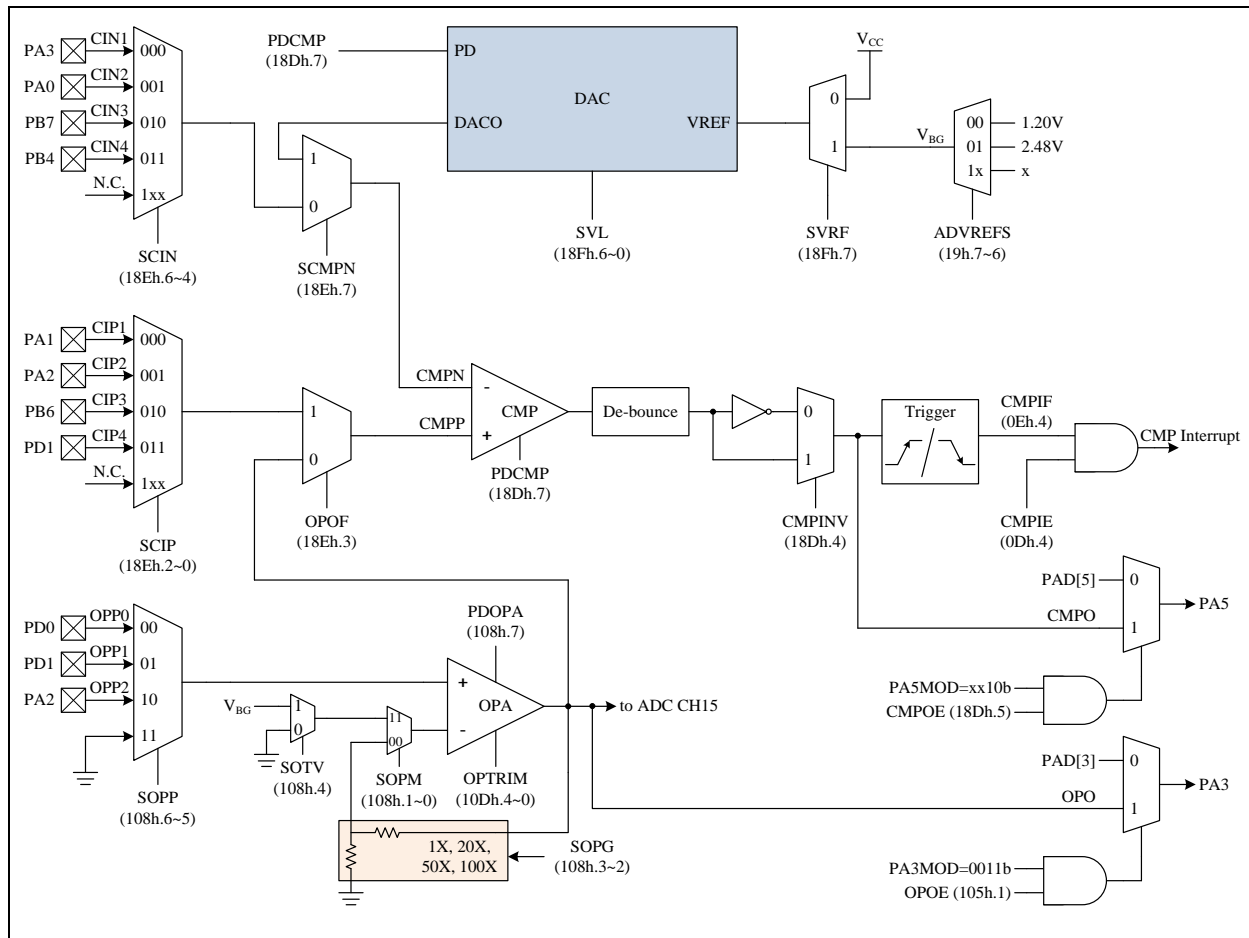 PA3 CIN1 000
PA0 CIN2 001
PB7 CIN3 010
PB4 CIN4 011
N.C. 1xx
SCIN
(18Eh.6~4)
PDCMP
(18Dh.7)
PD
DAC
DACO
VREF
SVL
(18Fh.6~0)
1
0
SCMPN
(18Eh.7)
VCC
0
1
SVRF
(18Fh.7)
VBG
00 1.20V
01 2.48V
1x x
ADVREFS
(19h.7~6)
PA1 CIP1 000
PA2 CIP2 001
PB6 CIP3 010
PD1 CIP4 011
N.C. 1xx
SCIP
(18Eh.2~0)
1
0
OPOF
(18Eh.3)
CMPN
CMPP
-
+
CMP
PDCMP
(18Dh.7)
De-bounce
0
1
CMPINV
(18Dh.4)
Trigger
CMPIF
(0Eh.4)
CMP Interrupt
CMPIE
(0Dh.4)
PAD[5] 0
CMPO 1
PA5
PA5MOD=xx10b
CMPOE (18Dh.5)
PD0 OPP0 00
PD1 OPP1 01
PA2 OPP2 10
11
SOPP
(108h.6~5)
VBG 1
0
SOTV
(108h.4)
11
00
SOPM
(108h.1~0)
PDOPA
(108h.7)
+
-
OPA
OPTRIM
(10Dh.4~0)
to ADC CH15
1X, 20X,
50X, 100X
SOPG
(108h.3~2)
PAD[3] 0
OPO 1
PA3
PA3MOD=0011b
OPOE (105h.1)